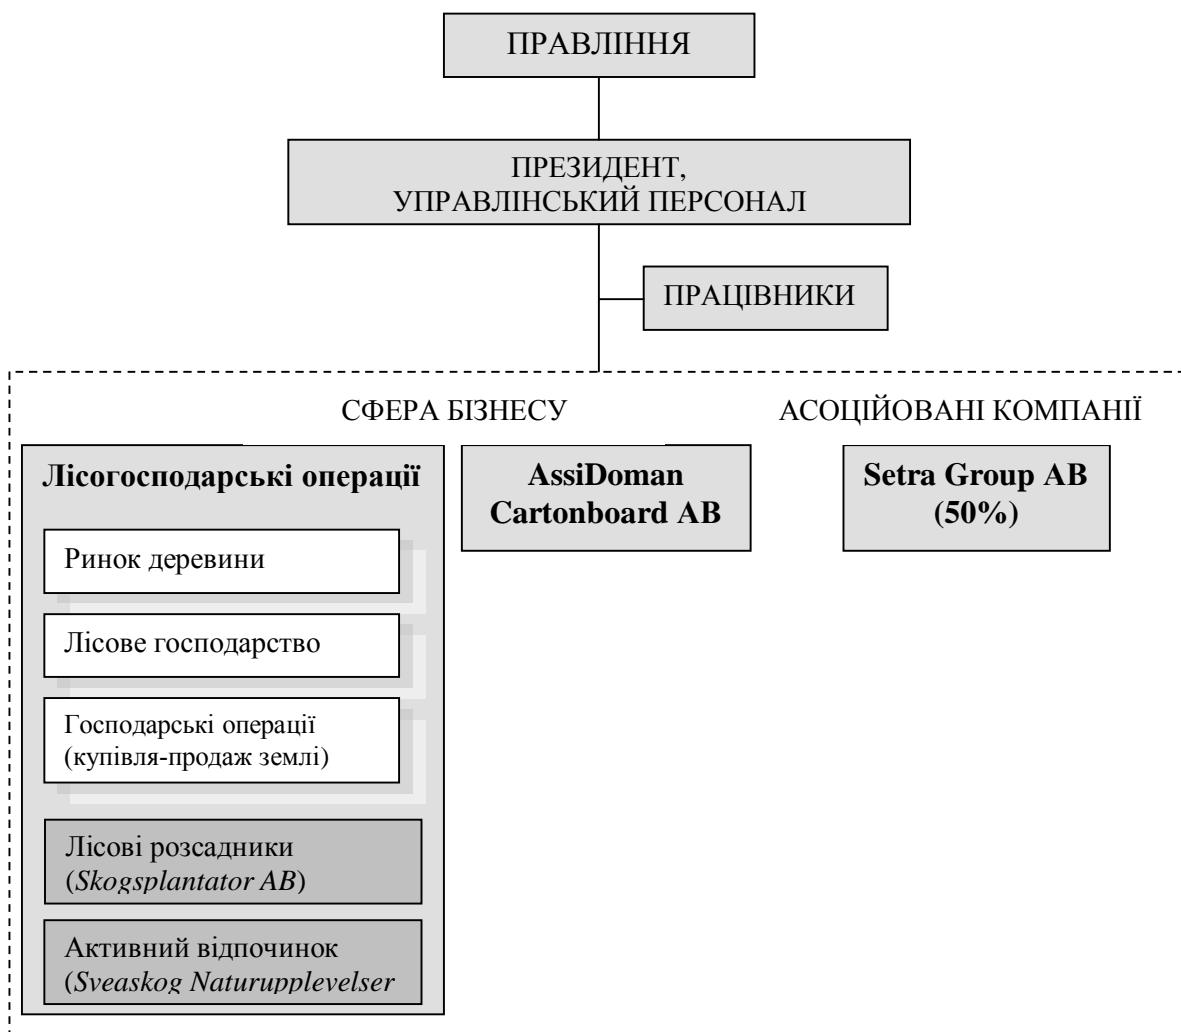 ПРАВЛІННЯ
ПРЕЗИДЕНТ,
УПРАВЛІНСЬКИЙ ПЕРСОНАЛ
ПРАЦІВНИКИ
СФЕРА БІЗНЕСУ
АСОЦІЙОВАНІ КОМПАНІЇ
Лісогосподарські операції
Ринок деревини
Лісове господарство
Господарські операції
(купівля-продаж землі)
Лісові розсадники
(Skogsplantator AB)
Активний відпочинок
(Sveaskog Naturupplevelser
AssiDoman
Cartonboard AB
Setra Group AB
(50%)